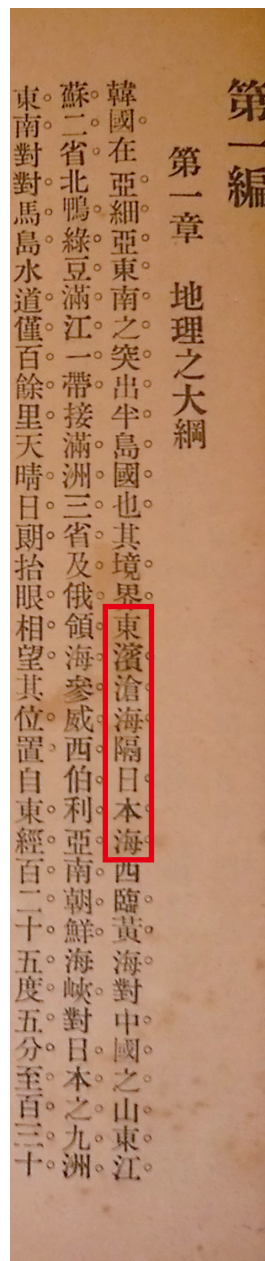 第一編
第一章　地理之大綱
韓國在亞細亞東南之突出半島國也其境界東濱滄海隔日本海西臨黃海對中國之山東江
蘇二省北鴨綠豆滿江一帶接滿洲三省及俄領海參威西伯利亞南朝鮮海峽對日本之九洲
東南對對馬島水道僅百餘里天晴日朗抬眼相望其位置自東經百二十五度五分至百三十